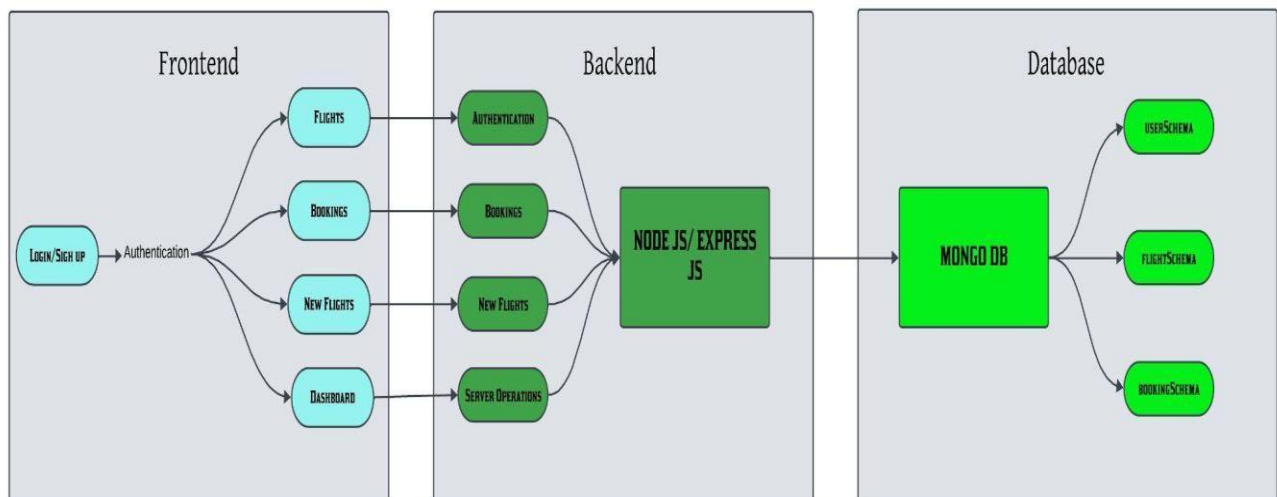 Frontend
Backend
Database
Flights
Bookings
Login/Sigh up
Authentication
New Flights
Dashboard
Authentication
Bookings
New Flights
Server Operations
NODE JS/ EXPRESS
JS
MONGO DB
userSchema
flightSchema
bookingSchema